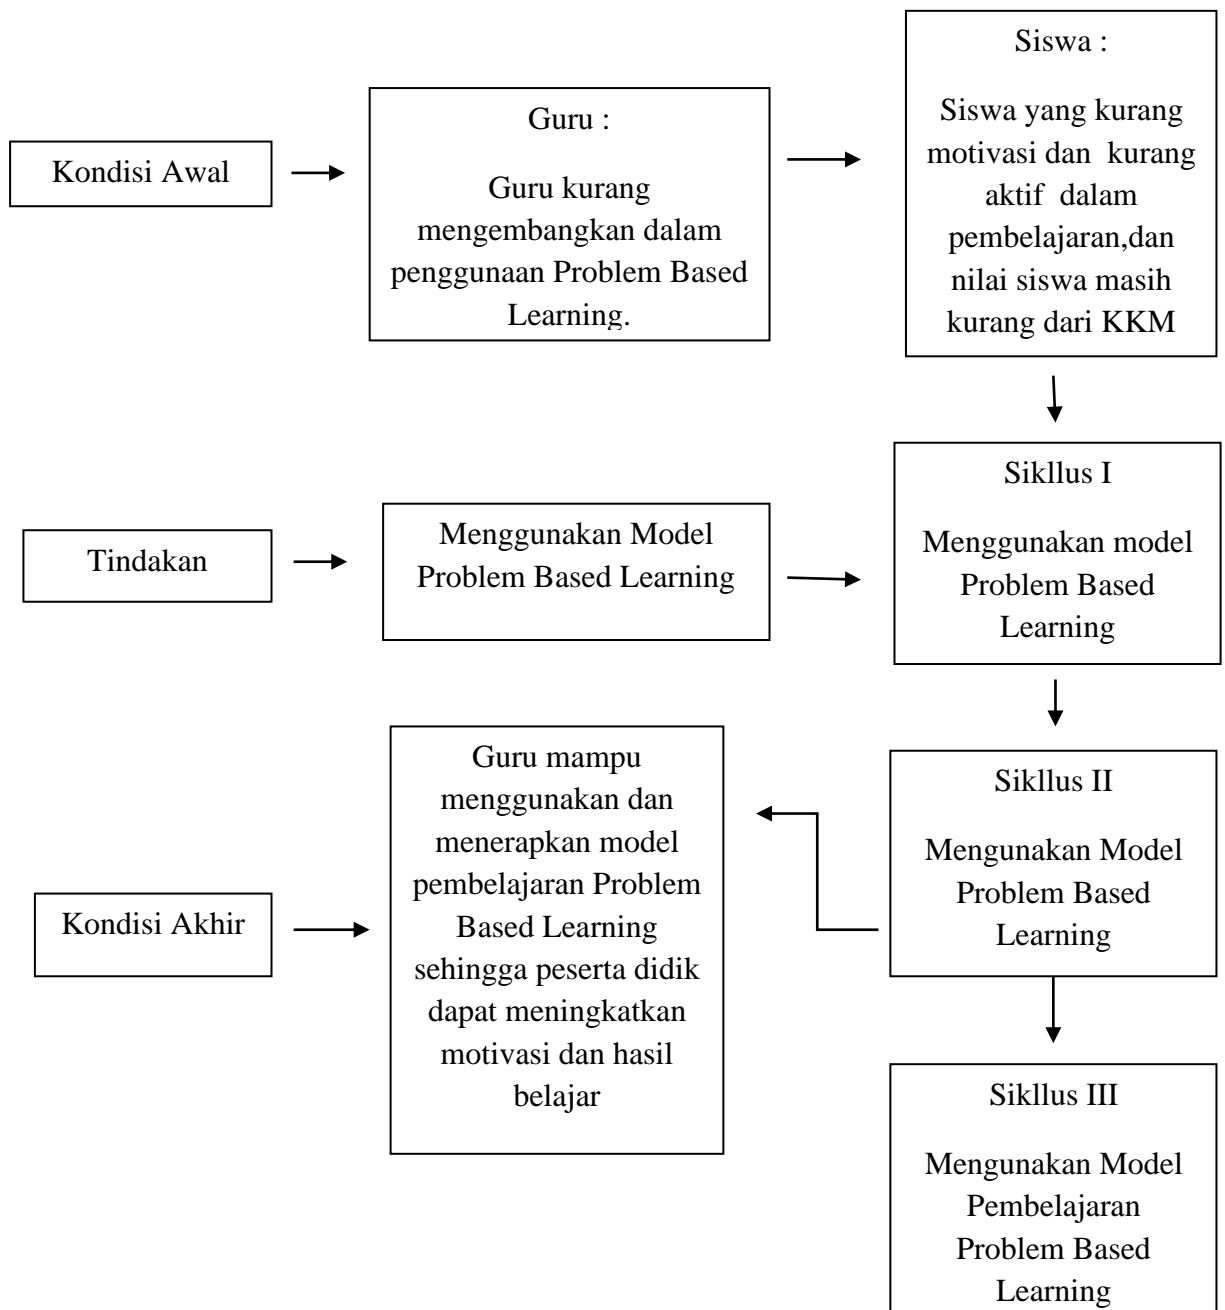 Kondisi Awal
Guru :
Guru kurang
mengembangkan dalam
penggunaan Problem Based
Learning.
Siswa :
Siswa yang kurang
motivasi dan kurang
aktif dalam
pembelajaran,dan
nilai siswa masih
kurang dari KKM
Tindakan
Menggunakan Model
Problem Based Learning
Sikllus I
Menggunakan model
Problem Based
Learning
Kondisi Akhir
Guru mampu
menggunakan dan
menerapkan model
pembelajaran Problem
Based Learning
sehingga peserta didik
dapat meningkatkan
motivasi dan hasil
belajar
Sikllus II
Mengunakan Model
Problem Based
Learning
Sikllus III
Mengunakan Model
Pembelajaran
Problem Based
Learning